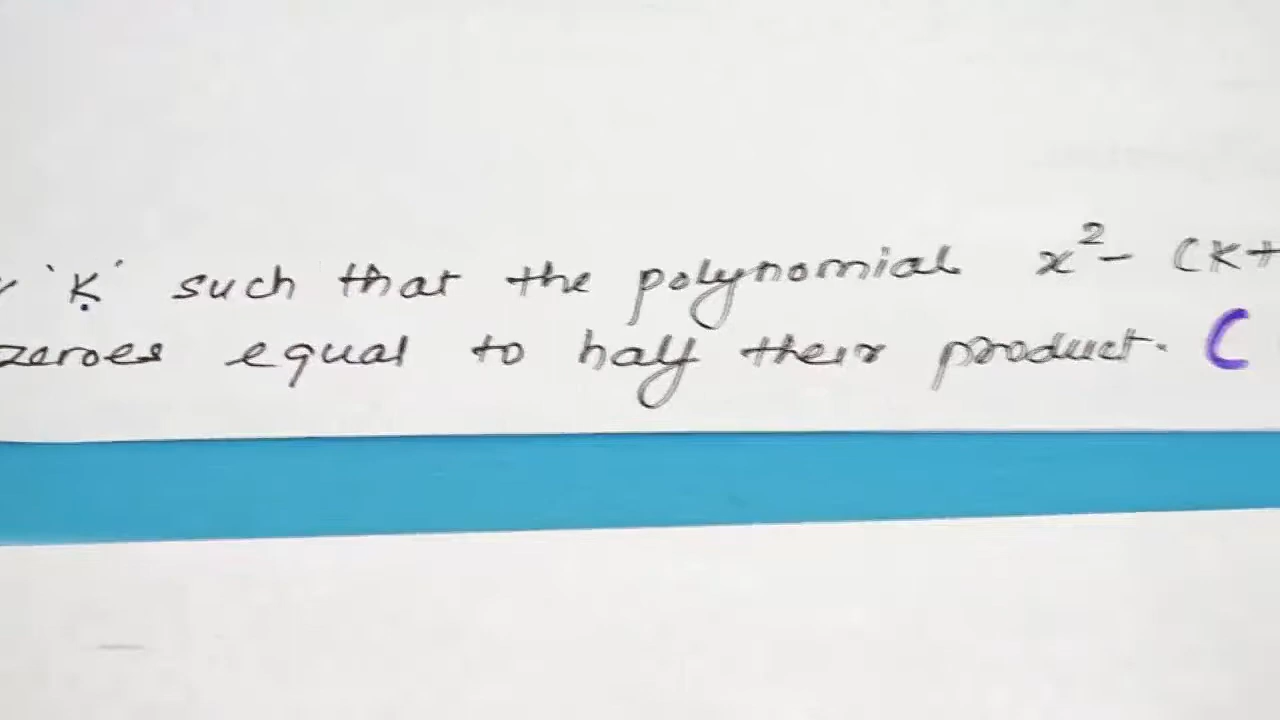 'K' such that the polynomial x² - (K+
zeroes equal to half their product. (